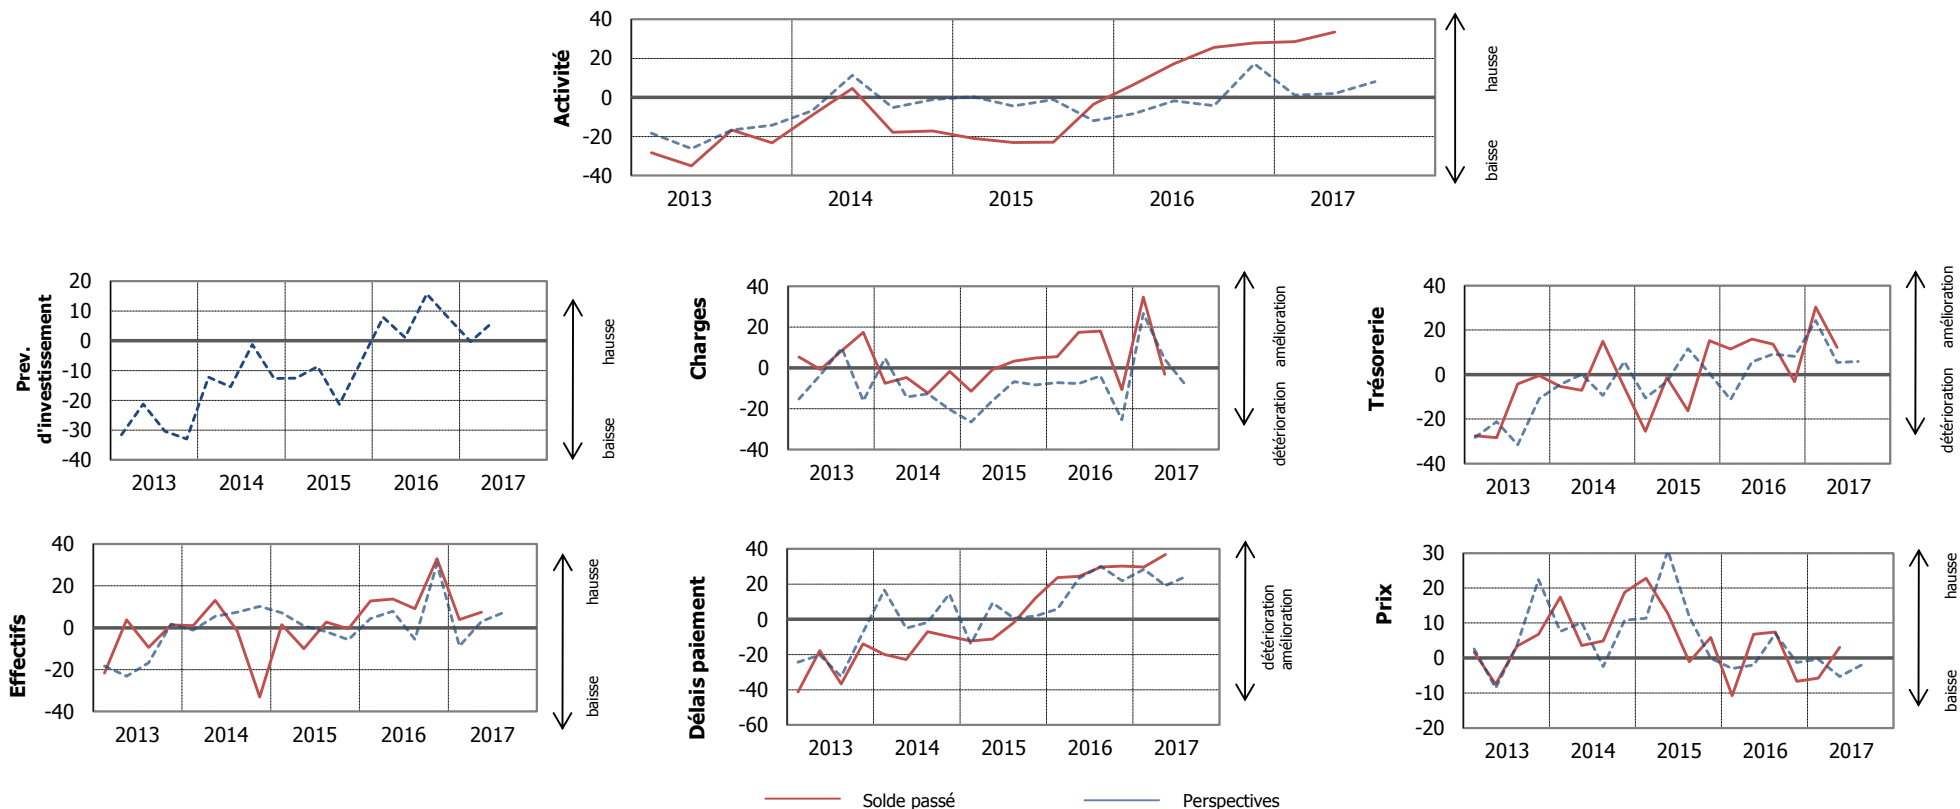 Activité
40
20
0
-20
-40
2013 2014 2015 2016 2017
hausse
baisse
Prev.
d'investissement
20
10
0
-10
-20
-30
-40
2013 2014 2015 2016 2017
hausse
baisse
Charges
40
20
0
-20
-40
2013 2014 2015 2016 2017
amélioration
détérioration
Trésorerie
40
20
0
-20
-40
2013 2014 2015 2016 2017
amélioration
détérioration
Effectifs
40
20
0
-20
-40
2013 2014 2015 2016 2017
hausse
baisse
Délais paiement
40
20
0
-20
-40
-60
2013 2014 2015 2016 2017
détérioration
amélioration
Prix
30
20
10
0
-10
-20
2013 2014 2015 2016 2017
hausse
baisse
Solde passé Perspectives